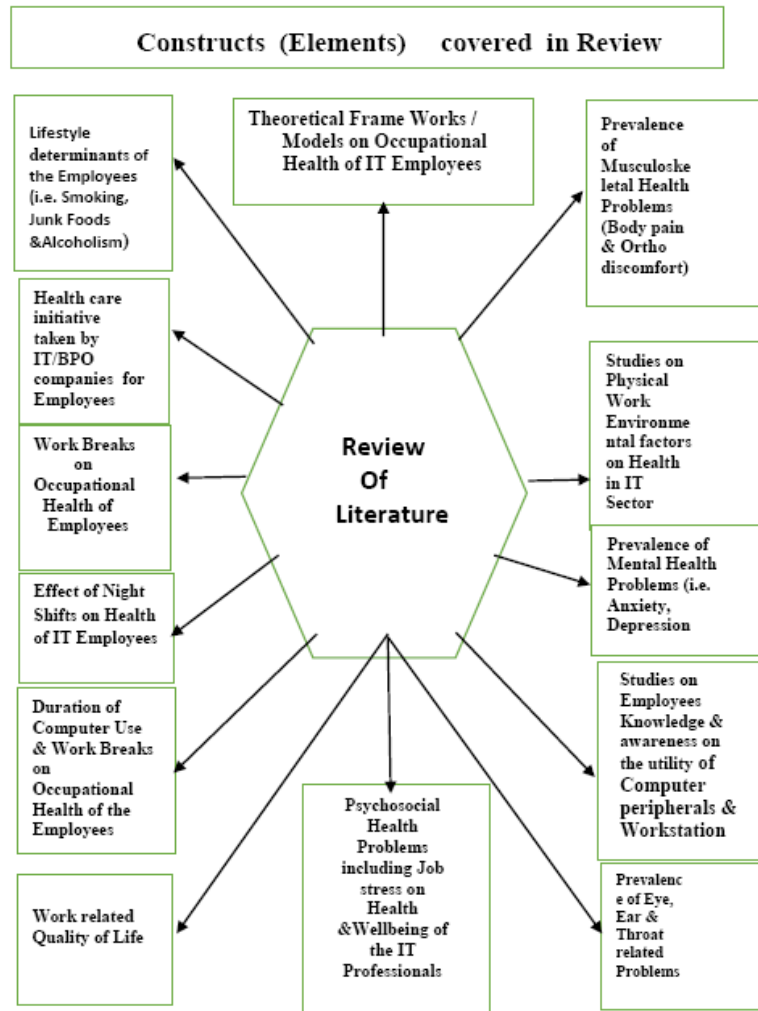 Constructs (Elements) covered in Review
Lifestyle
determinants of
the Employees
(i.e. Smoking,
Junk Foods
&Alcoholism)
Theoretical Frame Works /
Models on Occupational
Health of IT Employees
Prevalence
of
Musculoske
letal Health
Problems
(Body pain
& Ortho
discomfort)
Health care
initiative
taken by
IT/BPO
companies for
Employees
Studies on
Physical
Work
Environme
ntal factors
on Health
in IT
Sector
Review
Of
Literature
Work Breaks
on
Occupational
Health of
Employees
Prevalence of
Mental Health
Problems (i.e.
Anxiety,
Depression
Effect of Night
Shifts on Health
of IT Employees
Studies on
Employees
Knowledge &
awareness on
the utility of
Computer
peripherals &
Workstation
Duration of
Computer Use
& Work Breaks
on
Occupational
Health of the
Employees
Psychosocial
Health
Problems
including Job
stress on
Health
&Wellbeing of
the IT
Professionals
Work related
Quality of Life
Prevalenc
e of Eye,
Ear &
Throat
related
Problems